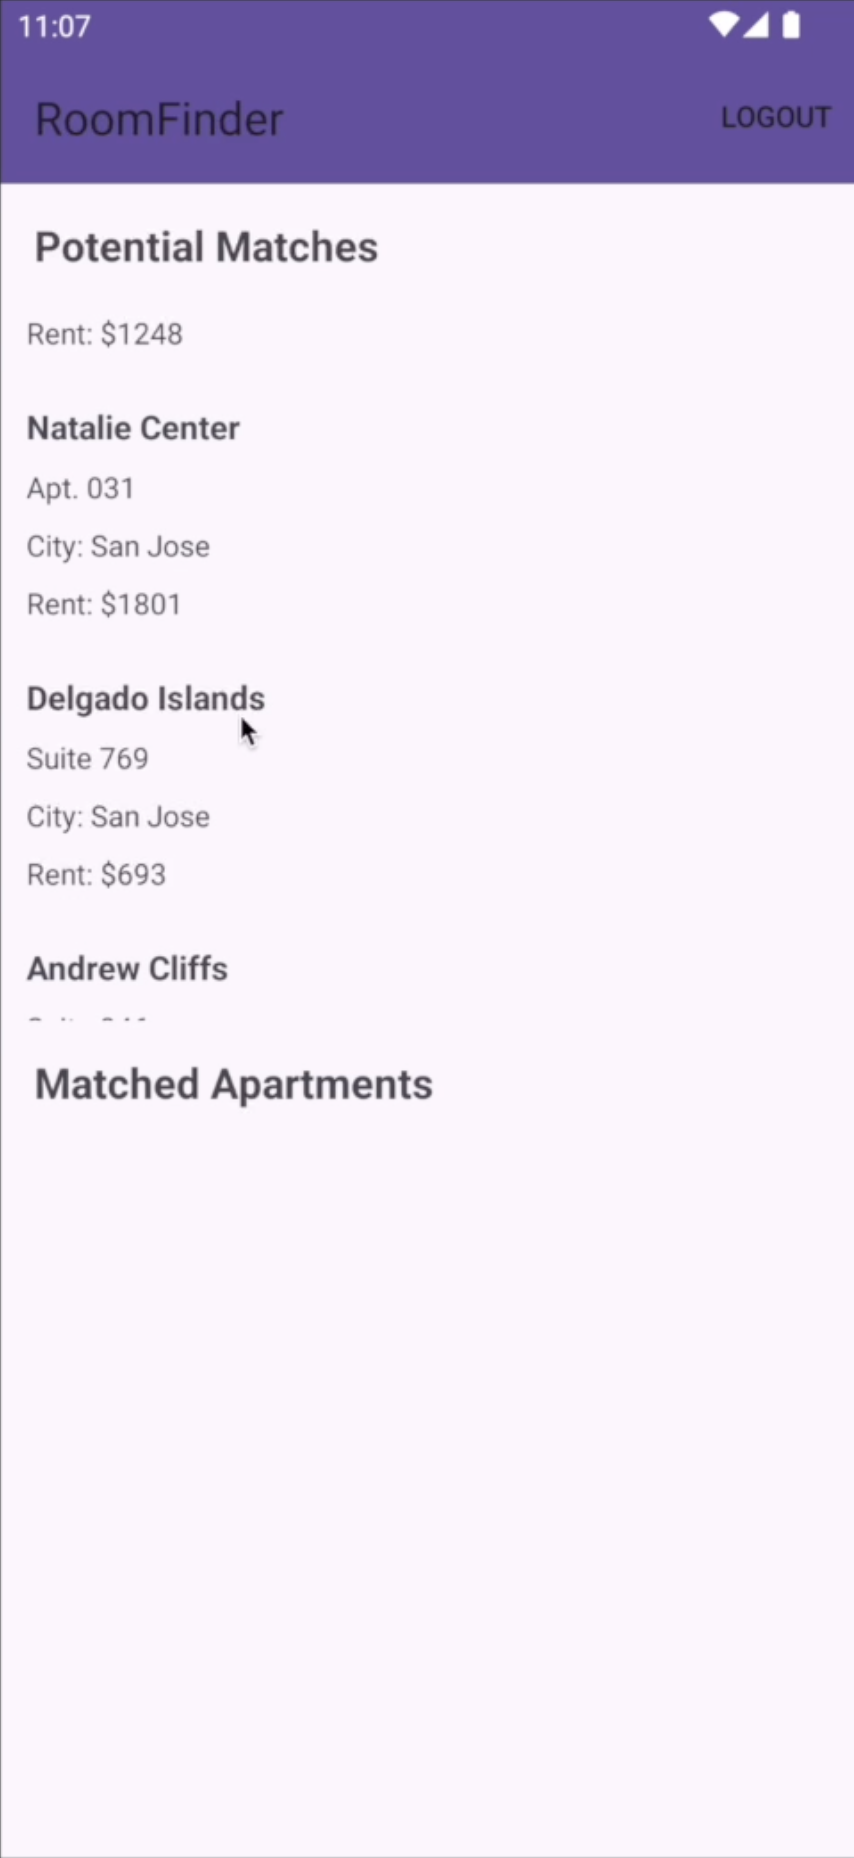 11:07
RoomFinder
LOGOUT
Potential Matches
Rent: $1248
Natalie Center
Apt. 031
City: San Jose
Rent: $1801
Delgado Islands
Suite 769
City: San Jose
Rent: $693
Andrew Cliffs
Matched Apartments